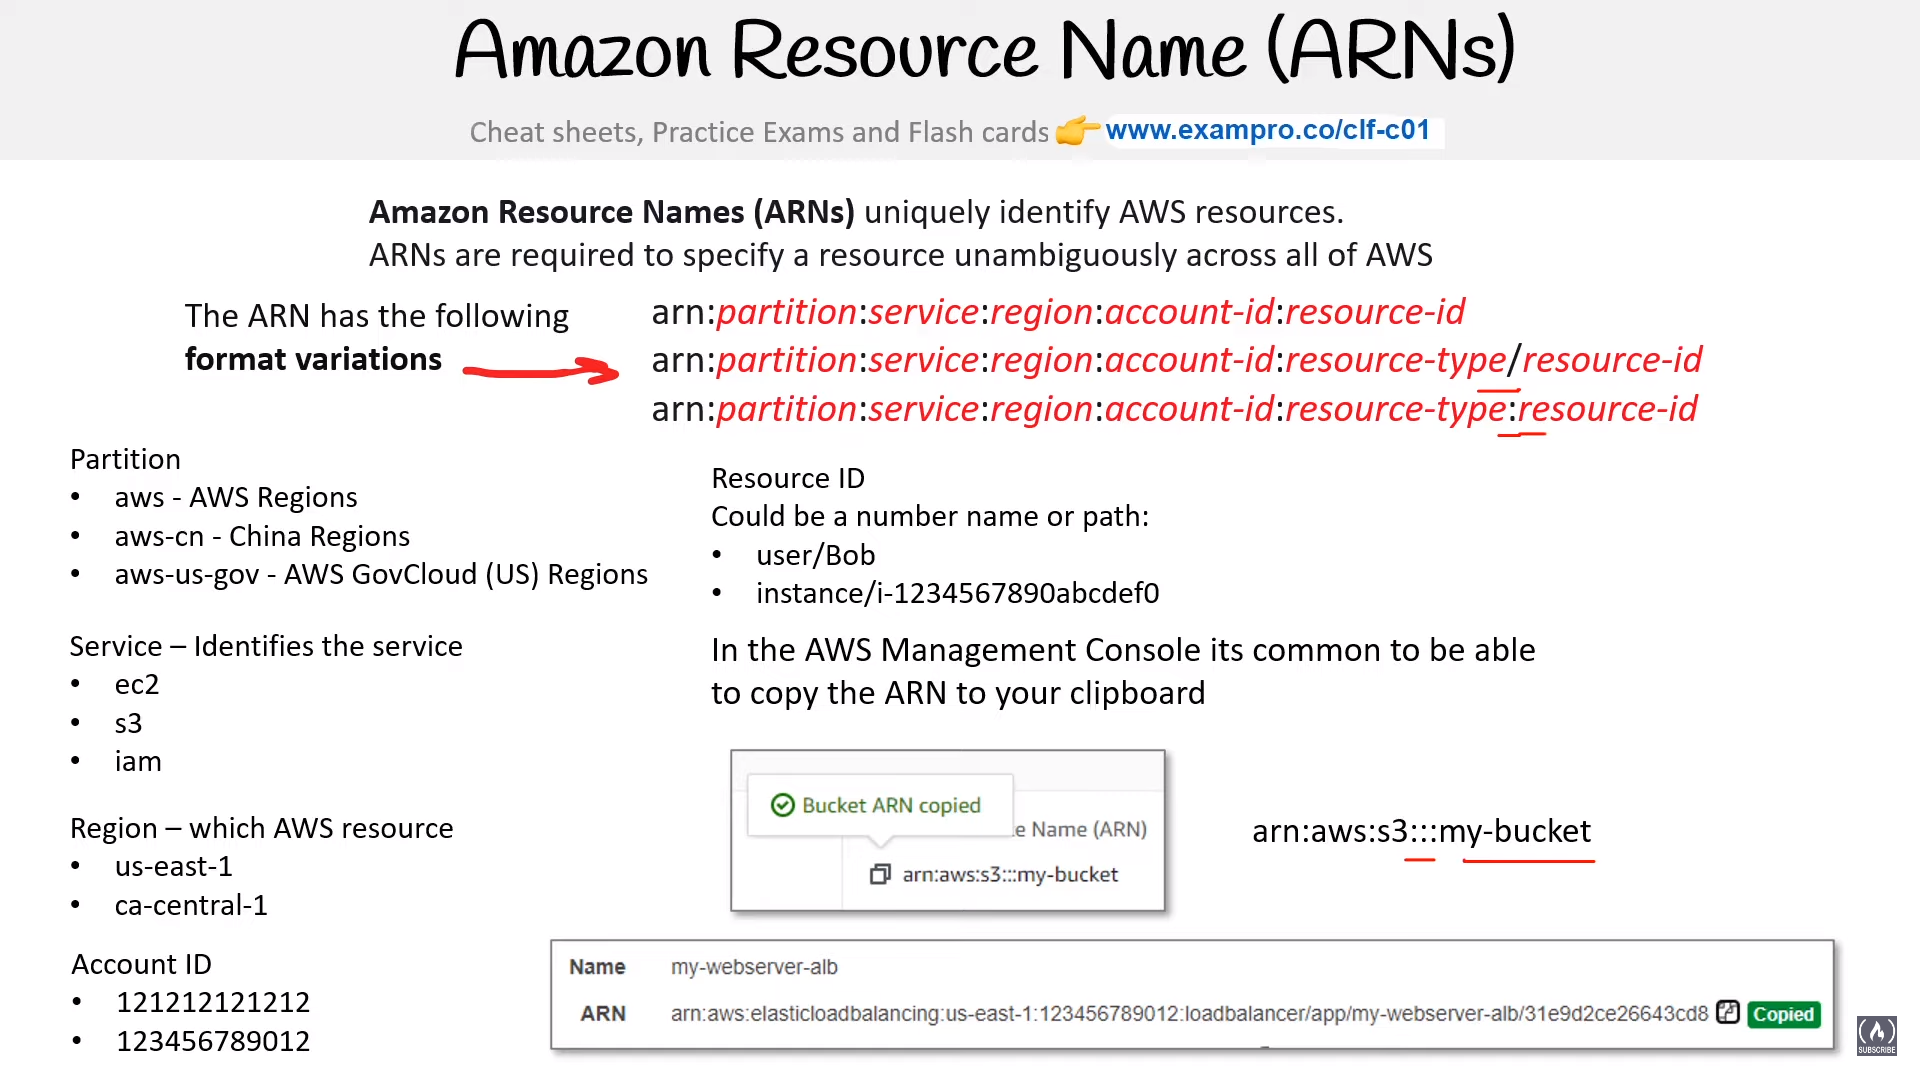 Amazon Resource Name (ARNs)
Cheat sheets, Practice Exams and Flash cards 👉 www.exampro.co/clf-c01
Amazon Resource Names (ARNs) uniquely identify AWS resources.
ARNs are required to specify a resource unambiguously across all of AWS
The ARN has the following
format variations
arn:partition:service:region:account-id:resource-id
arn:partition:service:region:account-id:resource-type/resource-id
arn:partition:service:region:account-id:resource-type:resource-id
Partition
• aws - AWS Regions
• aws-cn - China Regions
• aws-us-gov - AWS GovCloud (US) Regions
Service – Identifies the service
• ec2
• s3
• iam
Region – which AWS resource
• us-east-1
• ca-central-1
Account ID
• 121212121212
• 123456789012
Resource ID
Could be a number name or path:
• user/Bob
• instance/i-1234567890abcdef0
In the AWS Management Console its common to be able
to copy the ARN to your clipboard
Bucket ARN copied
e Name (ARN)
arn:aws:s3:::my-bucket
arn:aws:s3:::my-bucket
Name my-webserver-alb
ARN arn:aws:elasticloadbalancing:us-east-1:123456789012:loadbalancer/app/my-webserver-alb/31e9d2ce26643cd8 Copied
SUBSCRIBE